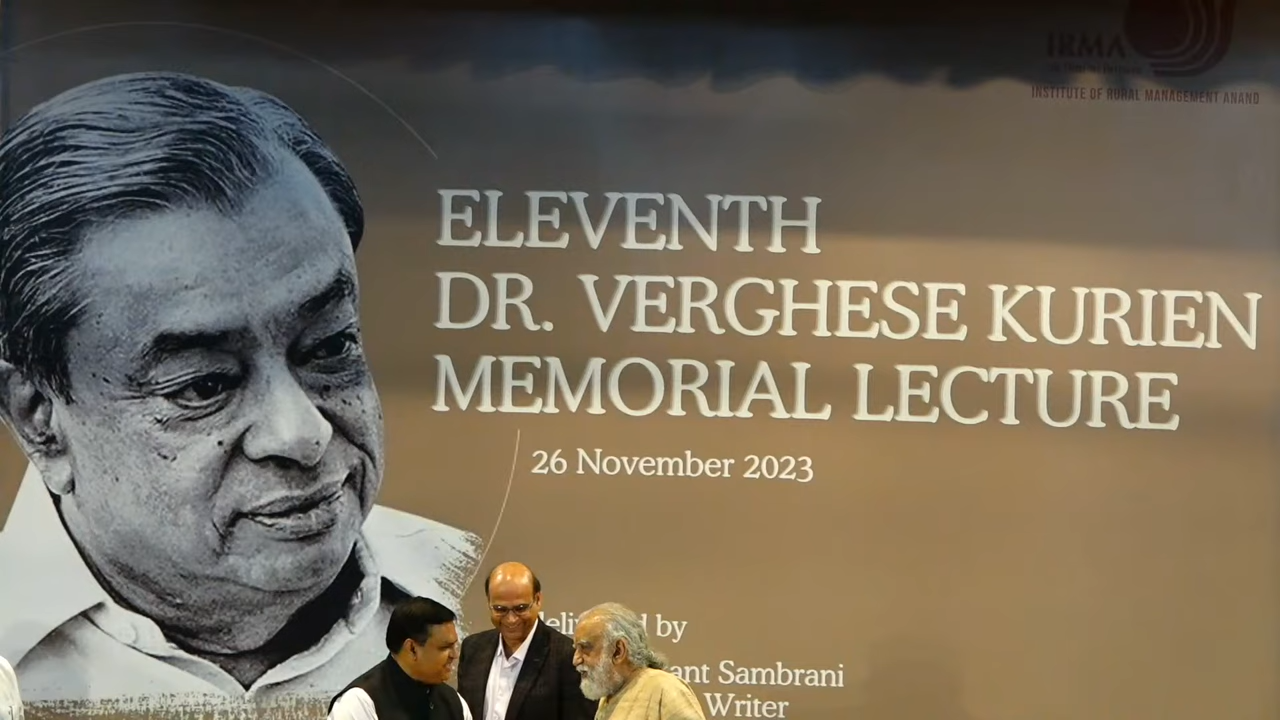 IRMA
INSTITUTE OF RURAL MANAGEMENT ANAND
ELEVENTH
DR. VERGHESE KURIEN
MEMORIAL LECTURE
26 November 2023
by
Sambrani
Writer